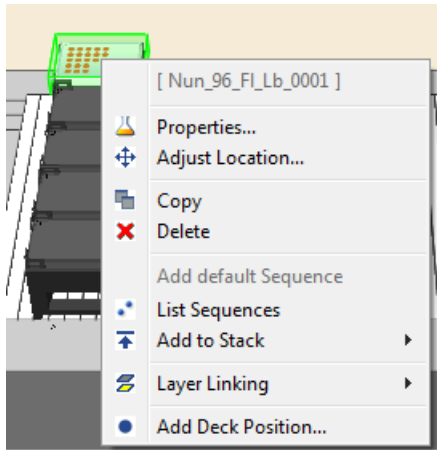 [ Nun_96_Fl_Lb_0001 ]
Properties...
Adjust Location...
Copy
Delete
Add default Sequence
List Sequences
Add to Stack
Layer Linking
Add Deck Position...